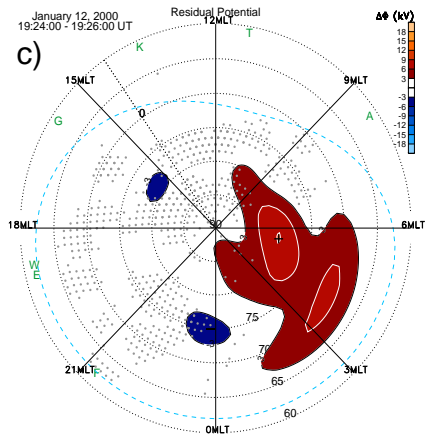 January 12, 2000
19:24:00 - 19:26:00 UT
Residual Potential
12MLT
ΔΦ (kV)
c)
K
T
18
15
12
9
6
3
-3
-6
-9
-12
-15
-18
15MLT
9MLT
G
0
A
18MLT
90
6MLT
W
E
+
75
70
65
60
21MLT
F
3MLT
0MLT